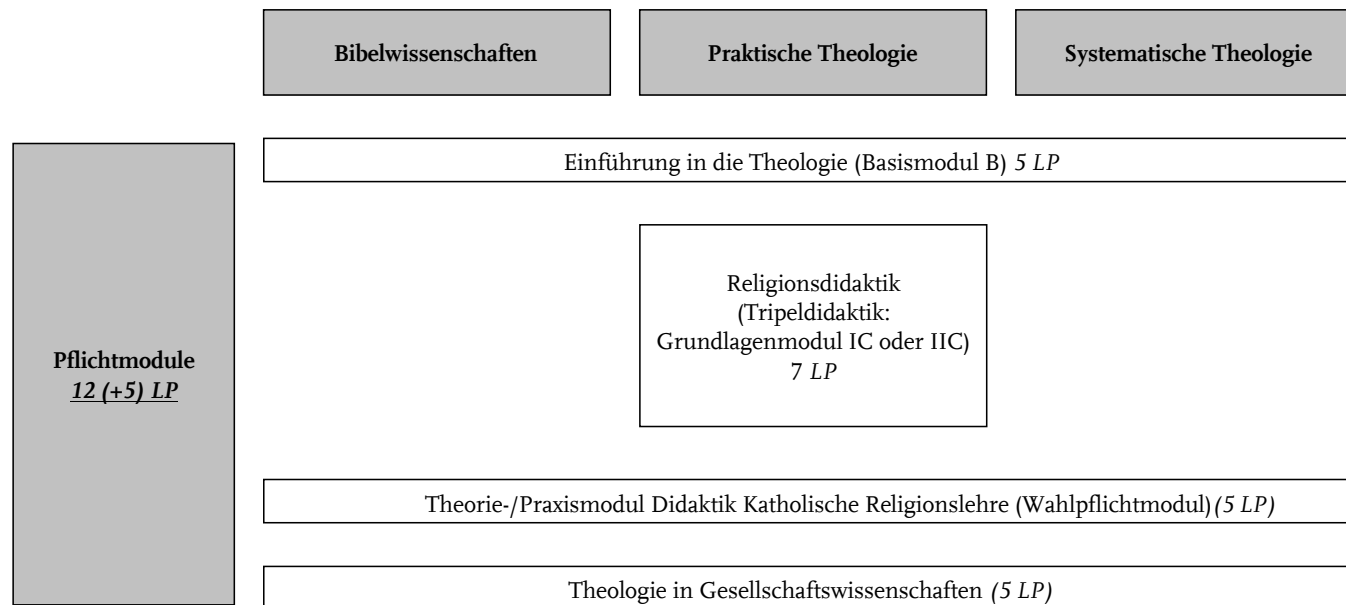 Bibelwissenschaften
Praktische Theologie
Systematische Theologie
Einführung in die Theologie (Basismodul B) 5 LP
Religionsdidaktik
(Tripeldidaktik:
Grundlagenmodul IC oder IIC)
7 LP
Pflichtmodule
12 (+5) LP
Theorie-/Praxismodul Didaktik Katholische Religionslehre (Wahlpflichtmodul)(5 LP)
Theologie in Gesellschaftswissenschaften (5 LP)